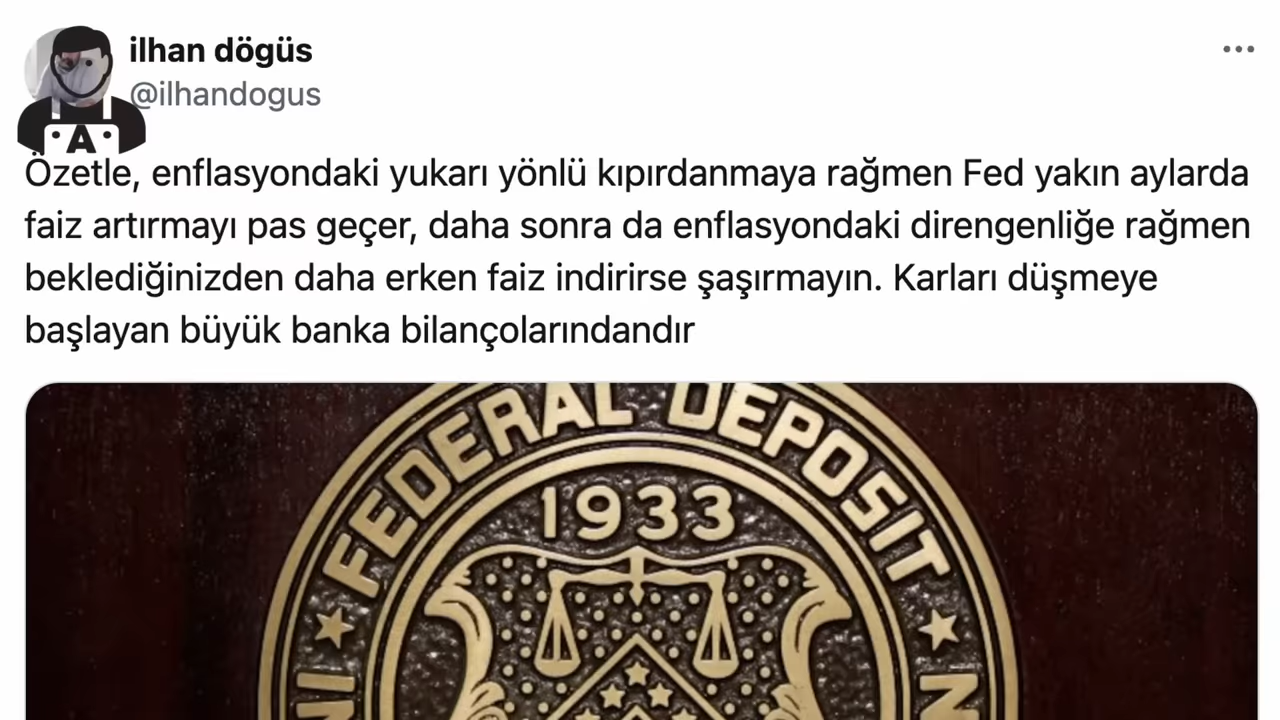 ilhan dögüs
@ilhandogus
A
Özetle, enflasyondaki yukarı yönlü kıpırdanmaya rağmen Fed yakın aylarda
faiz artırmayı pas geçer, daha sonra da enflasyondaki direngenliğe rağmen
beklediğinizden daha erken faiz indirirse şaşırmayın. Karları düşmeye
başlayan büyük banka bilançolarındandır
FEDERAL DEPOSIT
1933